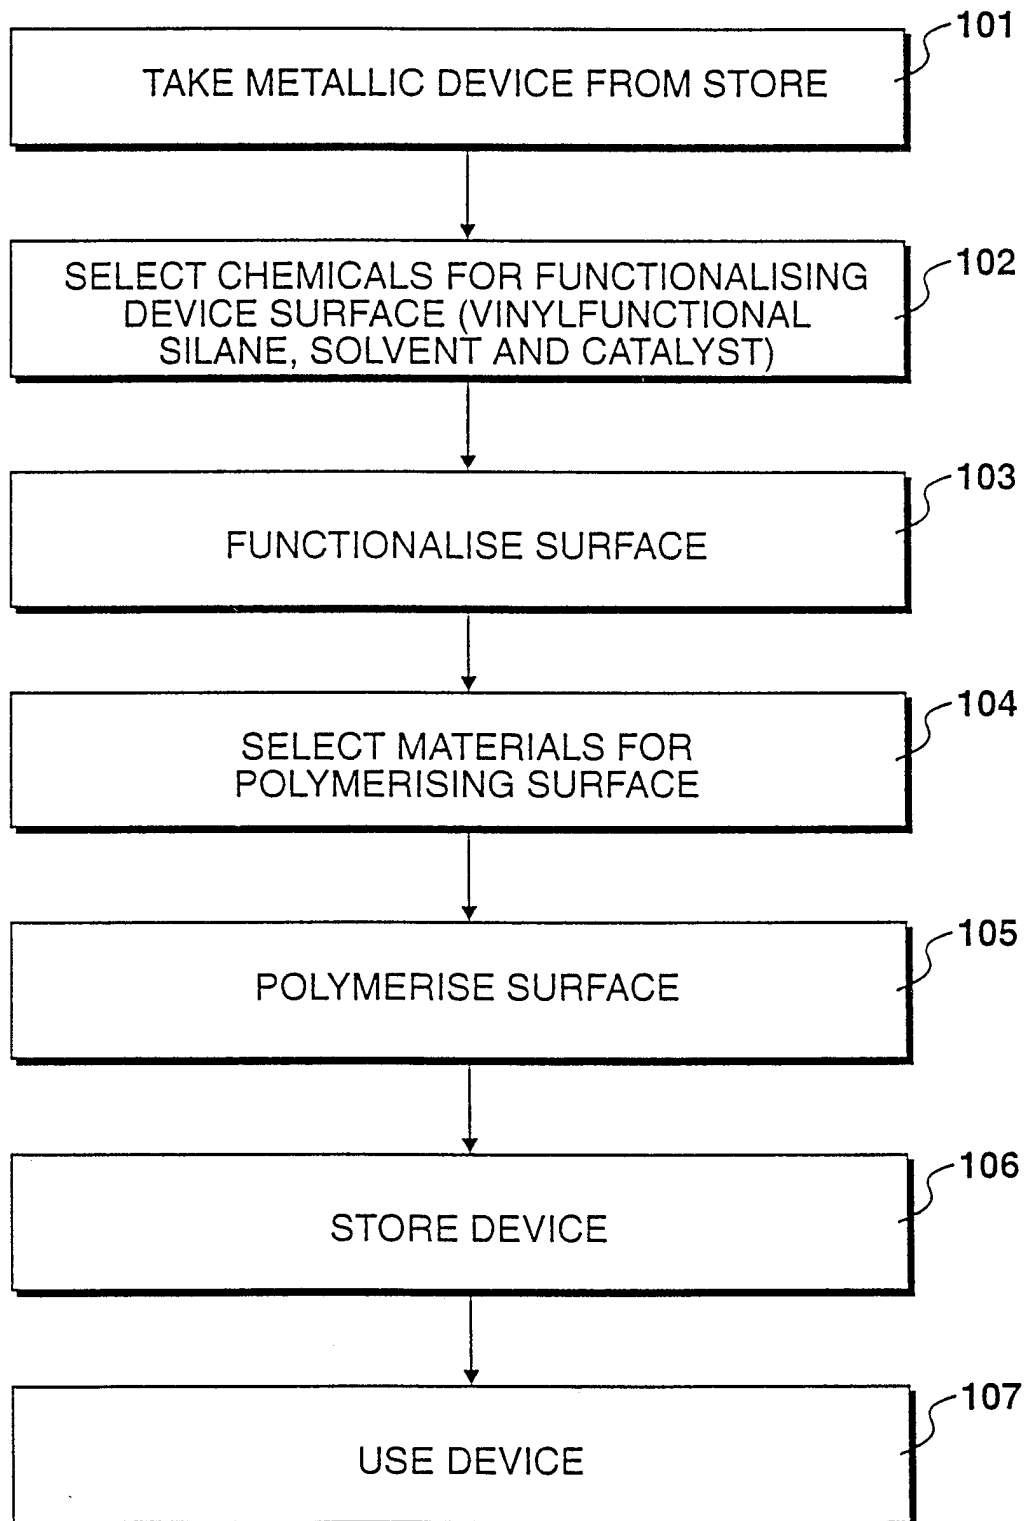 101
TAKE METALLIC DEVICE FROM STORE
102
SELECT CHEMICALS FOR FUNCTIONALISING
DEVICE SURFACE (VINYLFUNCTIONAL
SILANE, SOLVENT AND CATALYST)
103
FUNCTIONALISE SURFACE
104
SELECT MATERIALS FOR
POLYMERISING SURFACE
105
POLYMERISE SURFACE
106
STORE DEVICE
107
USE DEVICE